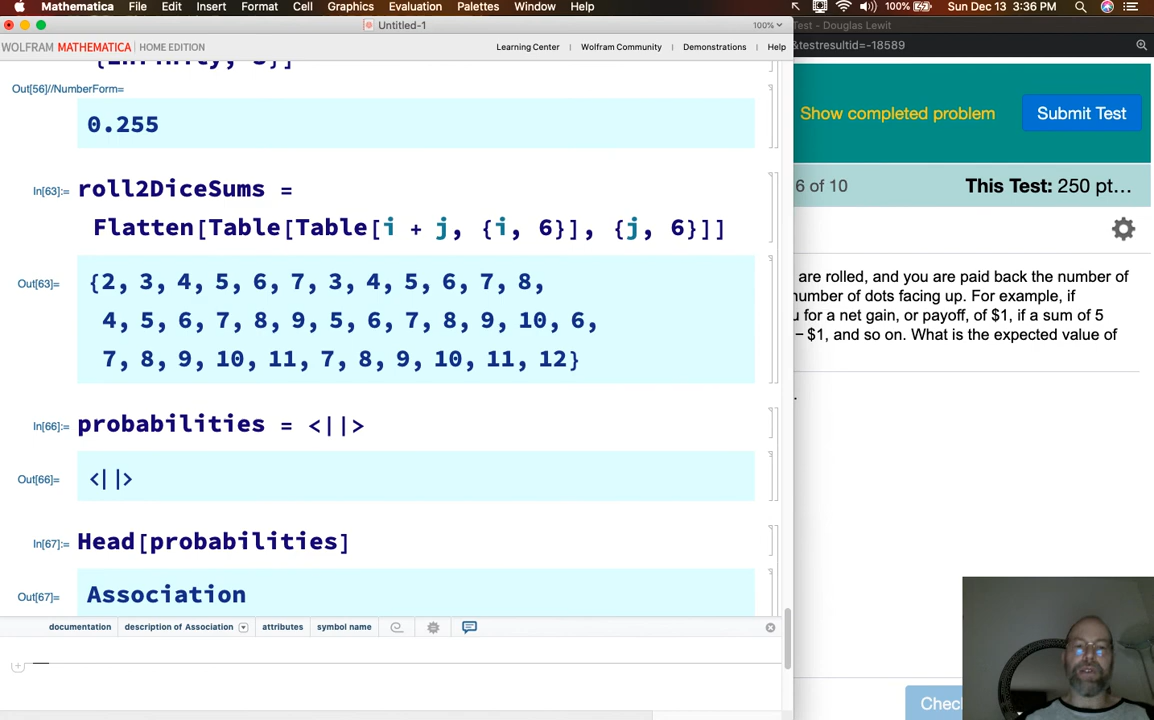 Mathematica File Edit Insert Format Cell Graphics Evaluation Palettes Window Help 100% Sun Dec 13 3:36 PM
Untitled-1 100%
Test - Douglas Lewit
WOLFRAM MATHEMATICA HOME EDITION Learning Center Wolfram Community Demonstrations Help
&testresultid=-18589
Out[56]//NumberForm=
0.255
Show completed problem Submit Test
6 of 10 This Test: 250 pt...
In[63]:= roll2DiceSums =
Flatten[Table[Table[i + j, {i, 6}], {j, 6}]]
Out[63]= {2, 3, 4, 5, 6, 7, 3, 4, 5, 6, 7, 8,
4, 5, 6, 7, 8, 9, 5, 6, 7, 8, 9, 10, 6,
7, 8, 9, 10, 11, 7, 8, 9, 10, 11, 12}
are rolled, and you are paid back the number of
number of dots facing up. For example, if
u for a net gain, or payoff, of $1, if a sum of 5
− $1, and so on. What is the expected value of
In[66]:= probabilities = <||>
Out[66]= <||>
In[67]:= Head[probabilities]
Out[67]= Association
documentation description of Association attributes symbol name
Chec